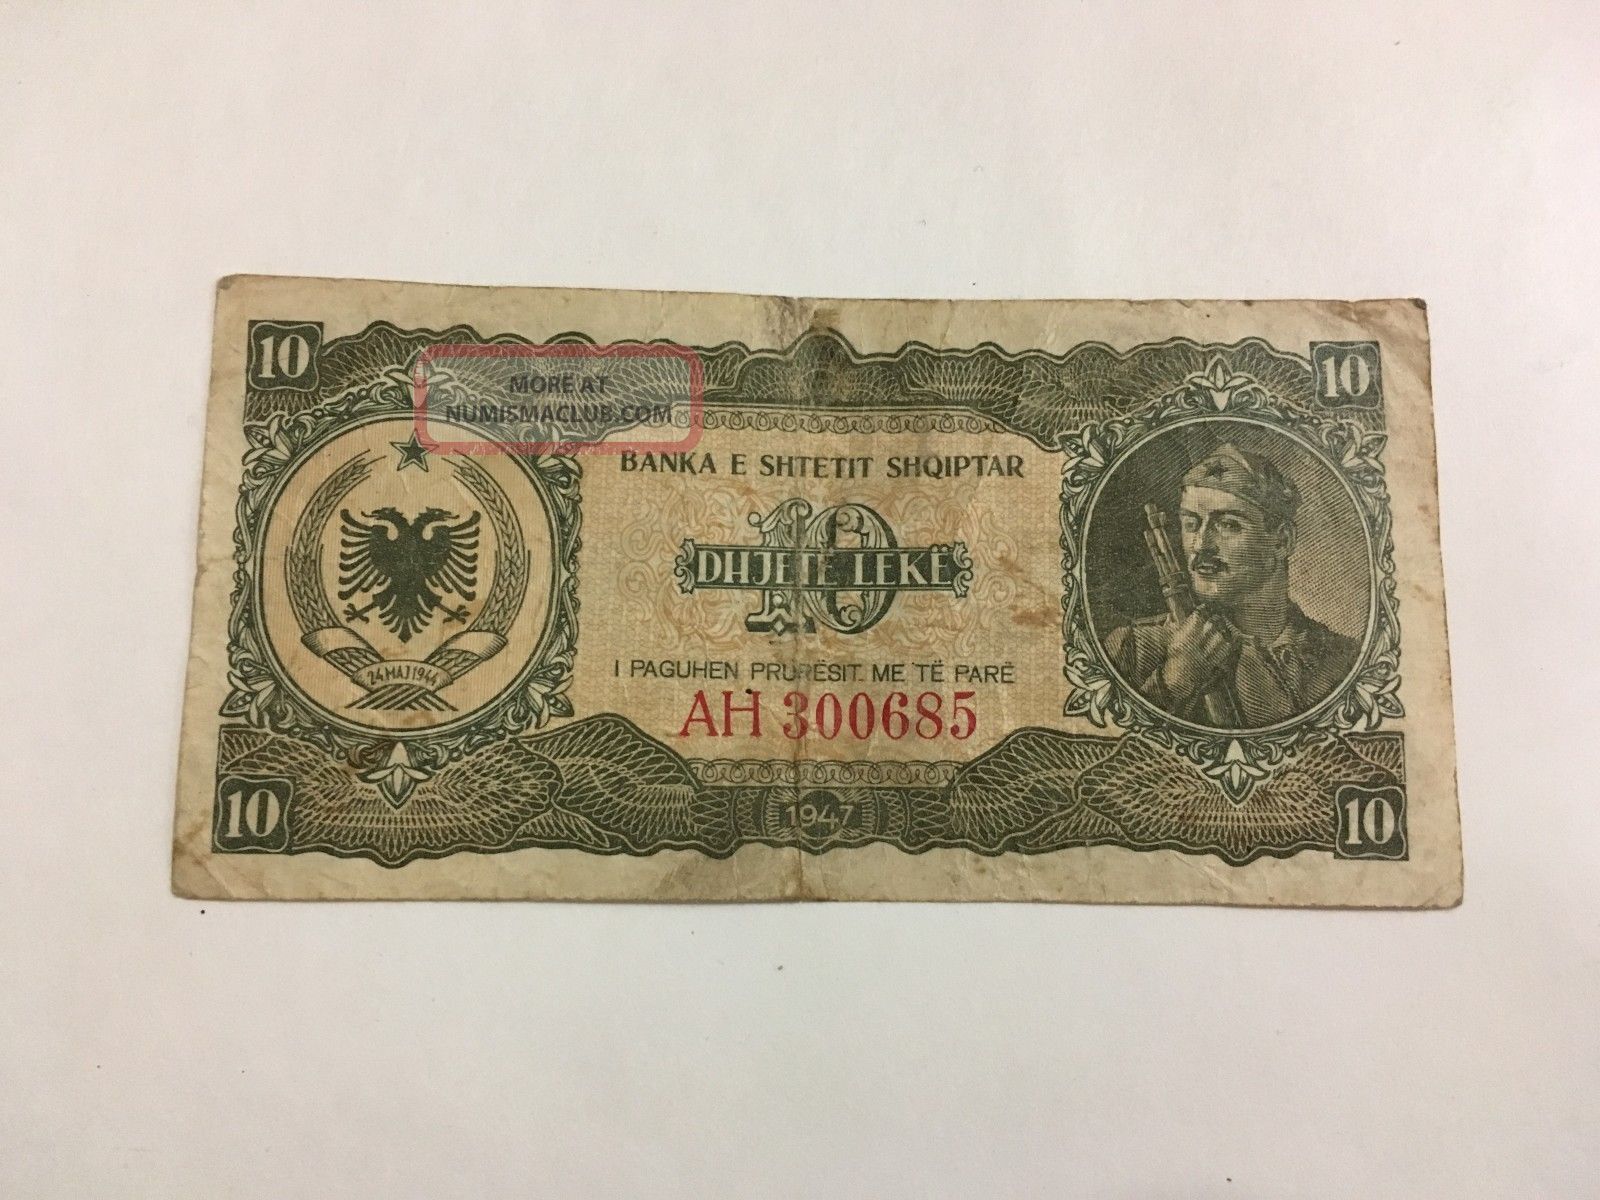 10
10
MORE AT
NUMISMACLUB.COM
BANKA E SHTETIT SHQIPTAR
10
DHJETË LEKË
24 MAJ 1944
I PAGUHEN PRURËSIT ME TË PARË
AH 300685
10
1947
10